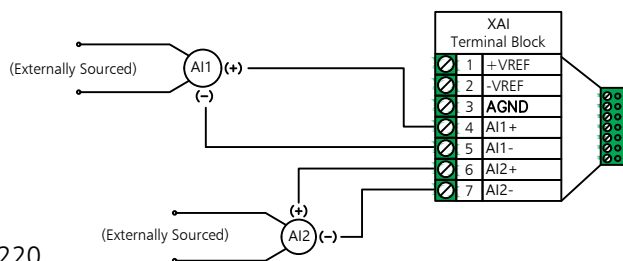 XAI
Terminal Block
1 +VREF
2 -VREF
3 AGND
4 AI1+
5 AI1-
6 AI2+
7 AI2-
(Externally Sourced) AI1 (+)
(-)
(+)
(Externally Sourced) AI2 (-)
220